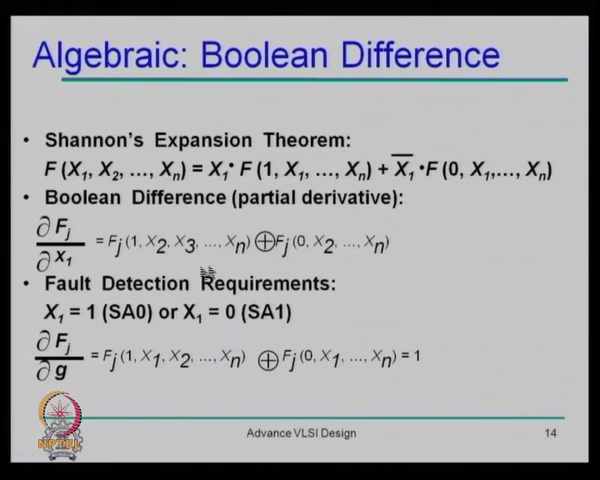 Algebraic: Boolean Difference
• Shannon's Expansion Theorem:
F (X₁, X₂, …, Xₙ) = X₁• F (1, X₁, …, Xₙ) + X̅₁ •F (0, X₁,…, Xₙ)
• Boolean Difference (partial derivative):
∂Fⱼ/∂x₁ = Fⱼ (1, X₂, X₃, …, Xₙ) ⊕ Fⱼ (0, X₂, …, Xₙ)
• Fault Detection Requirements:
X₁ = 1 (SA0) or X₁ = 0 (SA1)
∂Fⱼ/∂g = Fⱼ (1, X₁, X₂, …, Xₙ) ⊕ Fⱼ (0, X₁, …, Xₙ) = 1
NPTEL
Advance VLSI Design
14